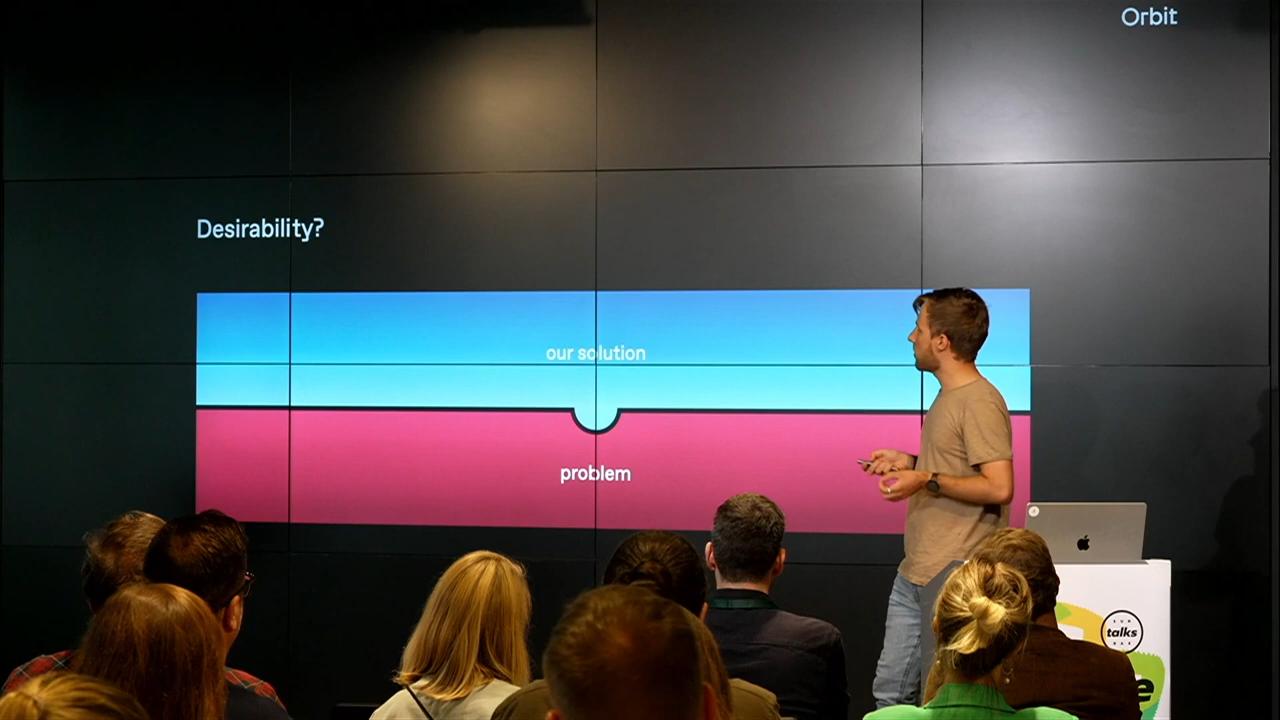 Orbit
Desirability?
our solution
problem
talks